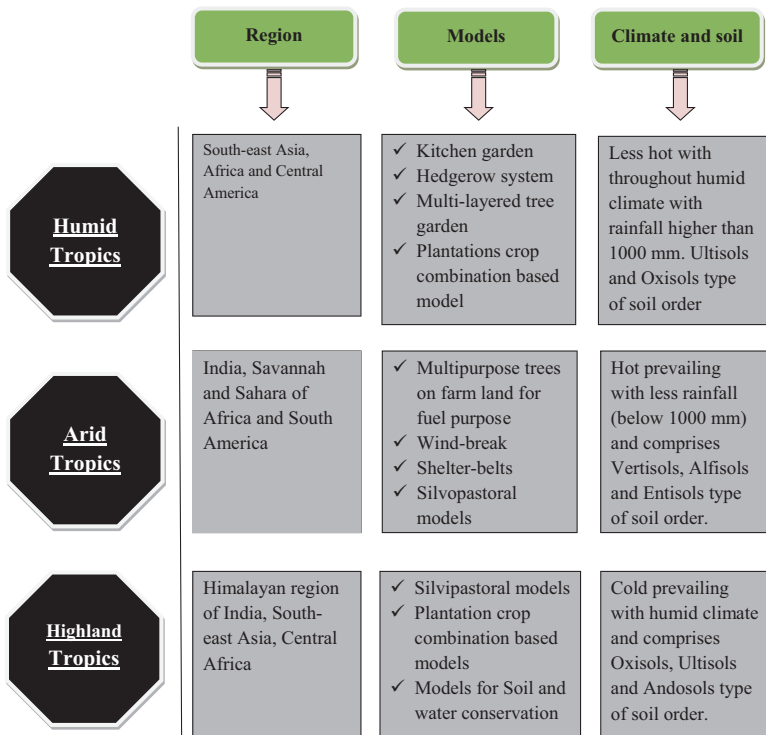 Region
Models
Climate and soil
Humid
Tropics
South-east Asia,
Africa and Central
America
✓ Kitchen garden
✓ Hedgerow system
✓ Multi-layered tree
garden
✓ Plantations crop
combination based
model
Less hot with
throughout humid
climate with
rainfall higher than
1000 mm. Ultisols
and Oxisols type
of soil order
Arid
Tropics
India, Savannah
and Sahara of
Africa and South
America
✓ Multipurpose trees
on farm land for
fuel purpose
✓ Wind-break
✓ Shelter-belts
✓ Silvopastoral
models
Hot prevailing
with less rainfall
(below 1000 mm)
and comprises
Vertisols, Alfisols
and Entisols type
of soil order.
Highland
Tropics
Himalayan region
of India, South-
east Asia, Central
Africa
✓ Silvipastoral models
✓ Plantation crop
combination based
models
✓ Models for Soil and
water conservation
Cold prevailing
with humid climate
and comprises
Oxisols, Ultisols
and Andosols type
of soil order.